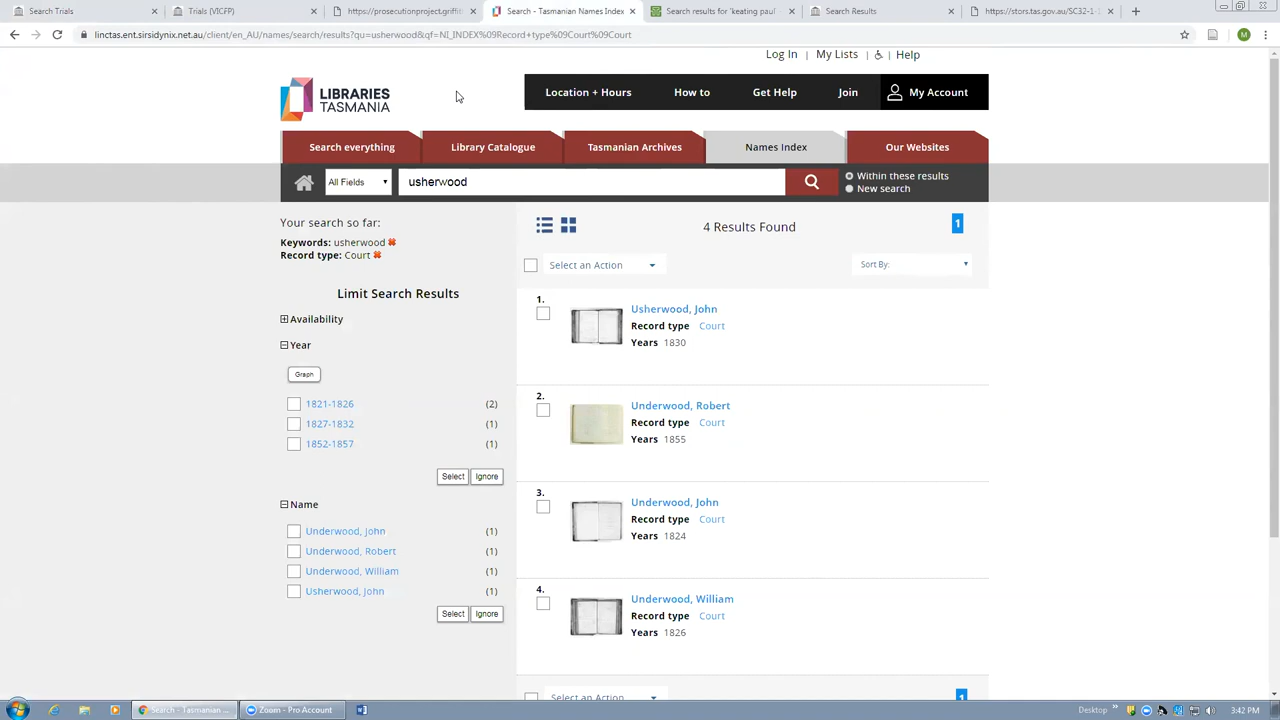 Search Trials
Trials (VICFP)
https://prosecutionproject.griffit
Search - Tasmanian Names Index
Search results for 'keating paul'
Search Results
https://stors.tas.gov.au/SC32-1-
linctas.ent.sirsidynix.net.au/client/en_AU/names/search/results?qu=usherwood&qf=NI_INDEX%09Record+type%09Court%09Court
M
Log In | My Lists | Help
LIBRARIES
TASMANIA
Location + Hours How to Get Help Join My Account
Search everything Library Catalogue Tasmanian Archives Names Index Our Websites
All Fields usherwood
Within these results
New search
Your search so far:
Keywords: usherwood
Record type: Court
Limit Search Results
Availability
Year
Graph
1821-1826 (2)
1827-1832 (1)
1852-1857 (1)
Select Ignore
Name
Underwood, John (1)
Underwood, Robert (1)
Underwood, William (1)
Usherwood, John (1)
Select Ignore
4 Results Found 1
Select an Action Sort By:
1.
Usherwood, John
Record type Court
Years 1830
2.
Underwood, Robert
Record type Court
Years 1855
3.
Underwood, John
Record type Court
Years 1824
4.
Underwood, William
Record type Court
Years 1826
Select an Action 1
Search - Tasmanian ... Zoom - Pro Account Desktop » 3:42 PM